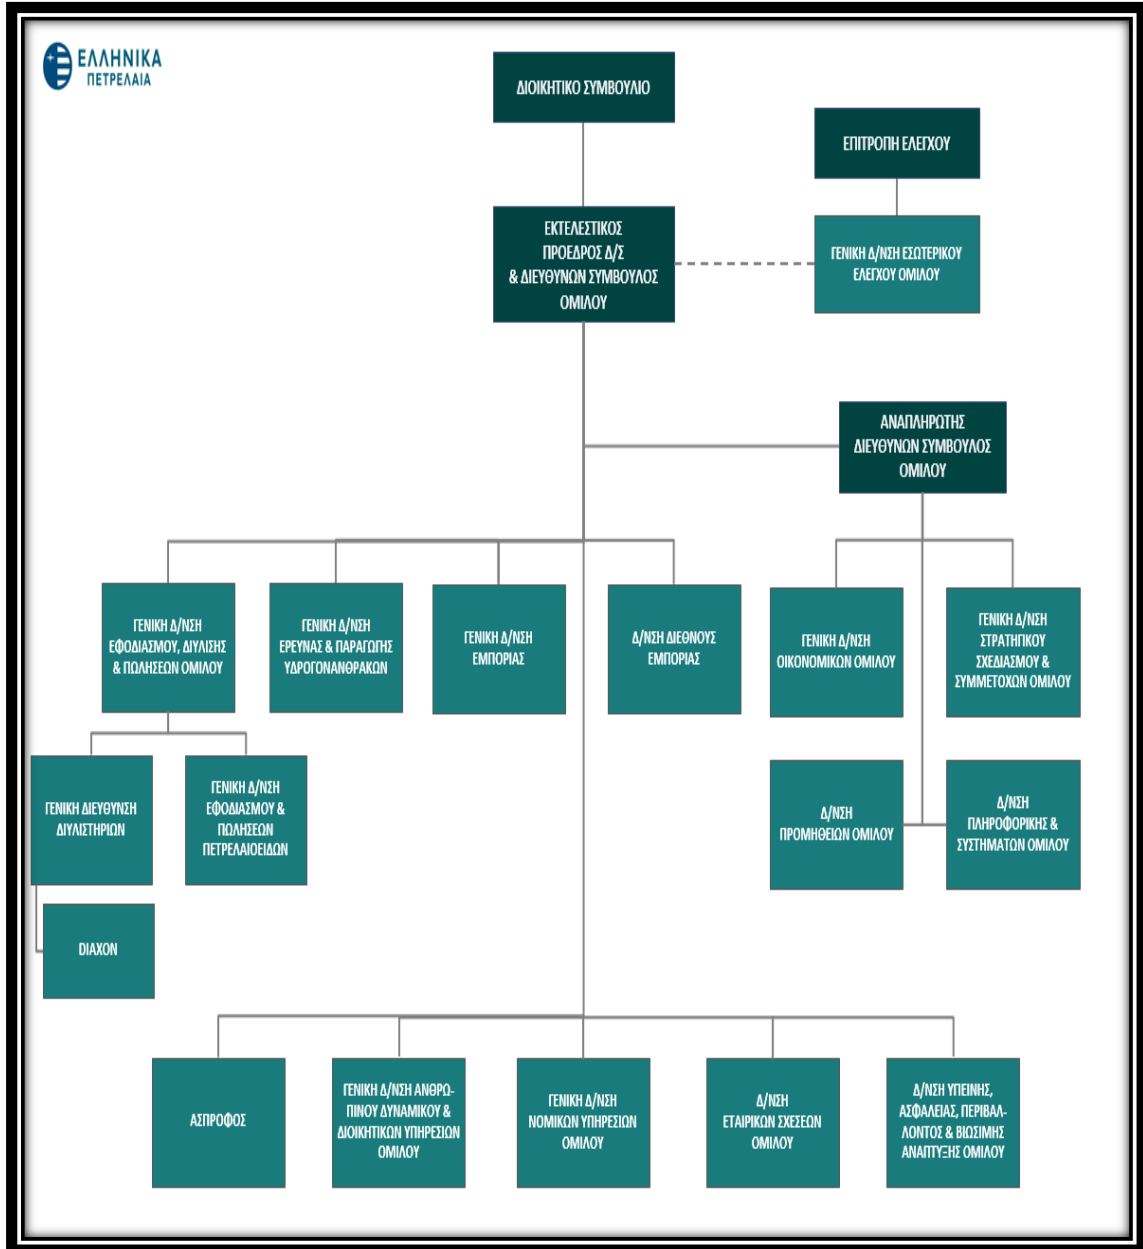 ΕΛΛΗΝΙΚΑ
ΠΕΤΡΕΛΑΙΑ
ΔΙΟΙΚΗΤΙΚΟ ΣΥΜΒΟΥΛΙΟ
ΕΠΙΤΡΟΠΗ ΕΛΕΓΧΟΥ
ΕΚΤΕΛΕΣΤΙΚΟΣ
ΠΡΟΕΔΡΟΣ Δ/Σ
& ΔΙΕΥΘΥΝΩΝ ΣΥΜΒΟΥΛΟΣ
ΟΜΙΛΟΥ
ΓΕΝΙΚΗ Δ/ΝΣΗ ΕΣΩΤΕΡΙΚΟΥ
ΕΛΕΓΧΟΥ ΟΜΙΛΟΥ
ΑΝΑΠΛΗΡΩΤΗΣ
ΔΙΕΥΘΥΝΩΝ ΣΥΜΒΟΥΛΟΣ
ΟΜΙΛΟΥ
ΓΕΝΙΚΗ Δ/ΝΣΗ
ΕΦΟΔΙΑΣΜΟΥ, ΔΙΥΛΙΣΗΣ
& ΠΩΛΗΣΕΩΝ ΟΜΙΛΟΥ
ΓΕΝΙΚΗ Δ/ΝΣΗ
ΕΡΕΥΝΑΣ & ΠΑΡΑΓΩΓΗΣ
ΥΔΡΟΓΟΝΑΝΘΡΑΚΩΝ
ΓΕΝΙΚΗ Δ/ΝΣΗ
ΕΜΠΟΡΙΑΣ
Δ/ΝΣΗ ΔΙΕΘΝΟΥΣ
ΕΜΠΟΡΙΑΣ
ΓΕΝΙΚΗ Δ/ΝΣΗ
ΟΙΚΟΝΟΜΙΚΩΝ ΟΜΙΛΟΥ
ΓΕΝΙΚΗ Δ/ΝΣΗ
ΣΤΡΑΤΗΓΙΚΟΥ
ΣΧΕΔΙΑΣΜΟΥ &
ΣΥΜΜΕΤΟΧΩΝ ΟΜΙΛΟΥ
ΓΕΝΙΚΗ ΔΙΕΥΘΥΝΣΗ
ΔΙΥΛΙΣΤΗΡΙΩΝ
ΓΕΝΙΚΗ Δ/ΝΣΗ
ΕΦΟΔΙΑΣΜΟΥ &
ΠΩΛΗΣΕΩΝ
ΠΕΤΡΕΛΑΙΟΕΙΔΩΝ
Δ/ΝΣΗ
ΠΡΟΜΗΘΕΙΩΝ ΟΜΙΛΟΥ
Δ/ΝΣΗ
ΠΛΗΡΟΦΟΡΙΚΗΣ &
ΣΥΣΤΗΜΑΤΩΝ ΟΜΙΛΟΥ
DIAXON
ΑΣΠΡΟΦΟΣ
ΓΕΝΙΚΗ Δ/ΝΣΗ ΑΝΘΡΩ-
ΠΙΝΟΥ ΔΥΝΑΜΙΚΟΥ &
ΔΙΟΙΚΗΤΙΚΩΝ ΥΠΗΡΕΣΙΩΝ
ΟΜΙΛΟΥ
ΓΕΝΙΚΗ Δ/ΝΣΗ
ΝΟΜΙΚΩΝ ΥΠΗΡΕΣΙΩΝ
ΟΜΙΛΟΥ
Δ/ΝΣΗ
ΕΤΑΙΡΙΚΩΝ ΣΧΕΣΕΩΝ
ΟΜΙΛΟΥ
Δ/ΝΣΗ ΥΓΕΙΝΗΣ,
ΑΣΦΑΛΕΙΑΣ, ΠΕΡΙΒΑΛ-
ΛΟΝΤΟΣ & ΒΙΩΣΙΜΗΣ
ΑΝΑΠΤΥΞΗΣ ΟΜΙΛΟΥ